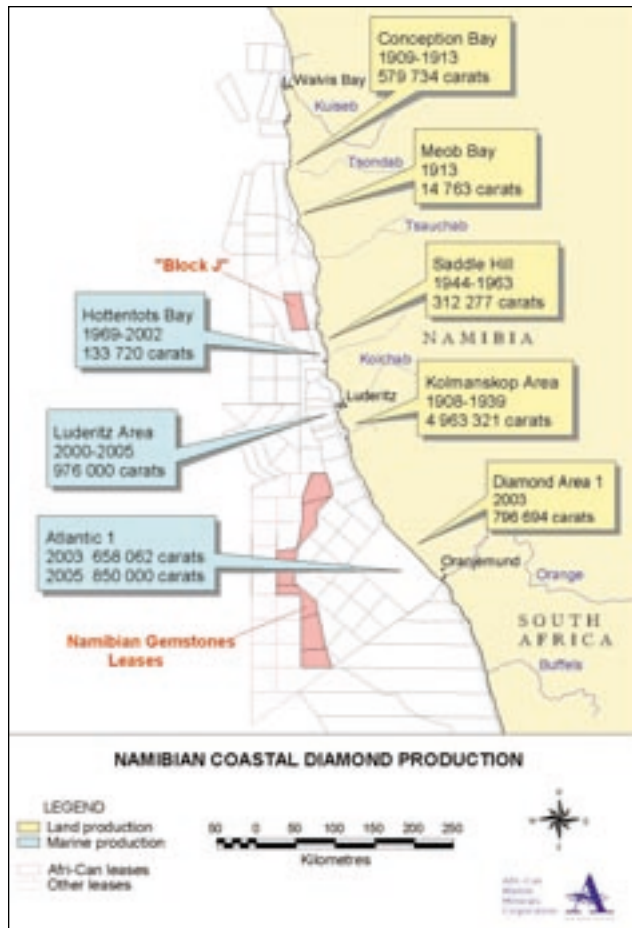 Conception Bay
1909-1913
579 734 carats
Walvis Bay
Kuiseb
Meob Bay
1913
14 763 carats
Tsondab
Tsauchab
"Block J"
Saddle Hill
1944-1963
312 277 carats
Hottentots Bay
1969-2002
133 720 carats
NAMIBIA
Koichab
Kolmanskop Area
1908-1939
4 963 321 carats
Luderitz
Luderitz Area
2000-2005
976 000 carats
Diamond Area 1
2003
796 694 carats
Atlantic 1
2003 658 062 carats
2005 850 000 carats
Oranjemund
Orange
SOUTH
AFRICA
Namibian Gemstones
Leases
Buffels
NAMIBIAN COASTAL DIAMOND PRODUCTION
LEGEND
Land production
Marine production
Afri-Can leases
Other leases
50 0 50 100 150 200 250
Kilometres
N
W E
S
Afri-Can
Marine
Minerals
Corporation
A